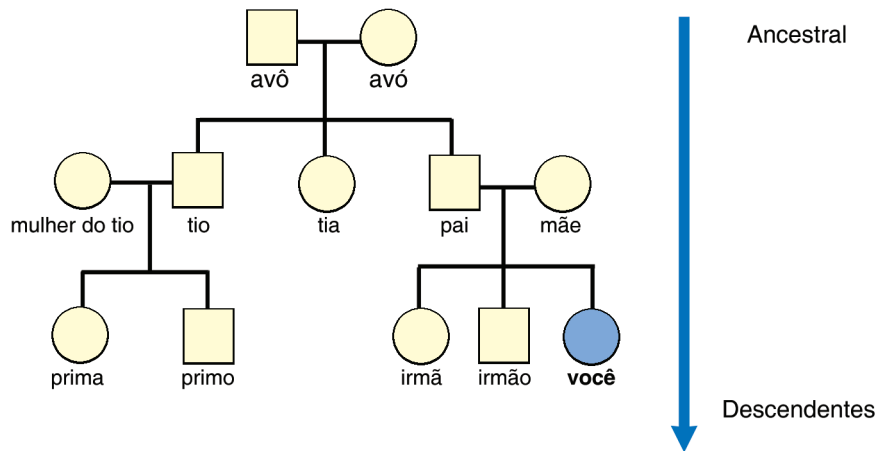 Ancestral
avô
avó
mulher do tio
tio
tia
pai
mãe
prima
primo
irmã
irmão
você
Descendentes